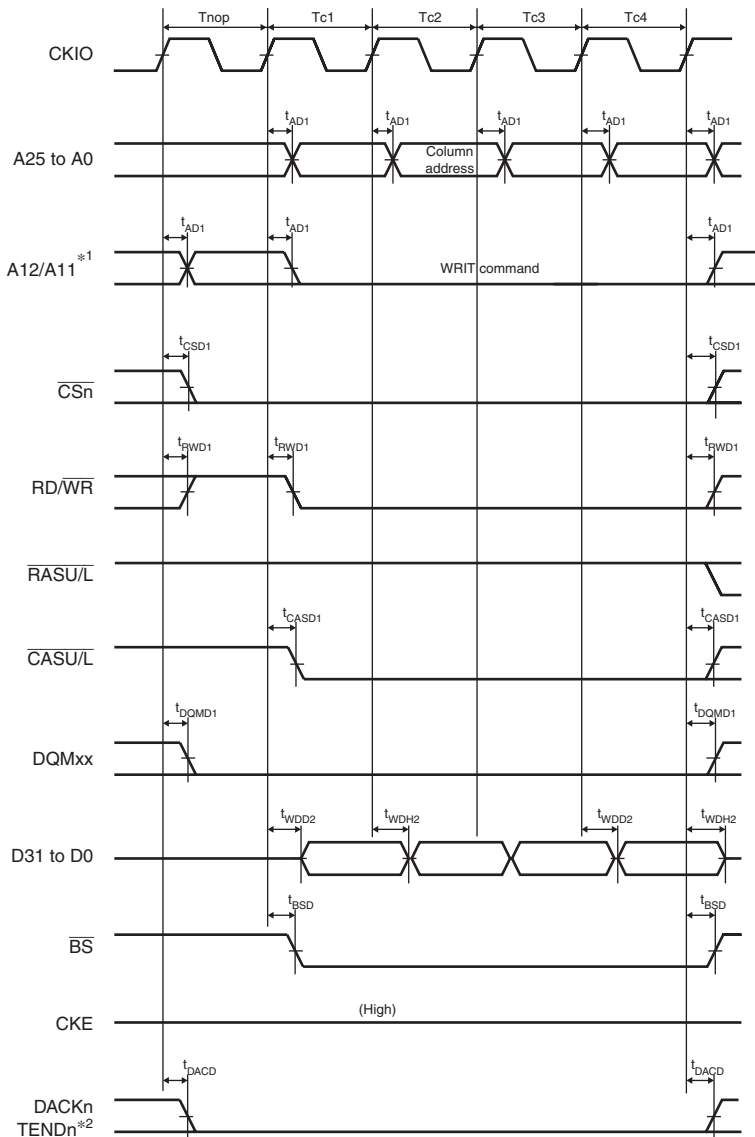 Tnop Tc1 Tc2 Tc3 Tc4
CKIO
tAD1 tAD1 tAD1 tAD1 tAD1
A25 to A0
Column
address
tAD1 tAD1 tAD1
A12/A11*1
WRIT command
tCSD1 tCSD1
CSn
tRWD1 tRWD1 tRWD1
RD/WR
RASU/L
tCASD1 tCASD1
CASU/L
tDQMD1 tDQMD1
DQMxx
tWDD2 tWDH2 tWDD2 tWDH2
D31 to D0
tBSD tBSD
BS
(High)
CKE
tDACD tDACD
DACKn
TENDn*2